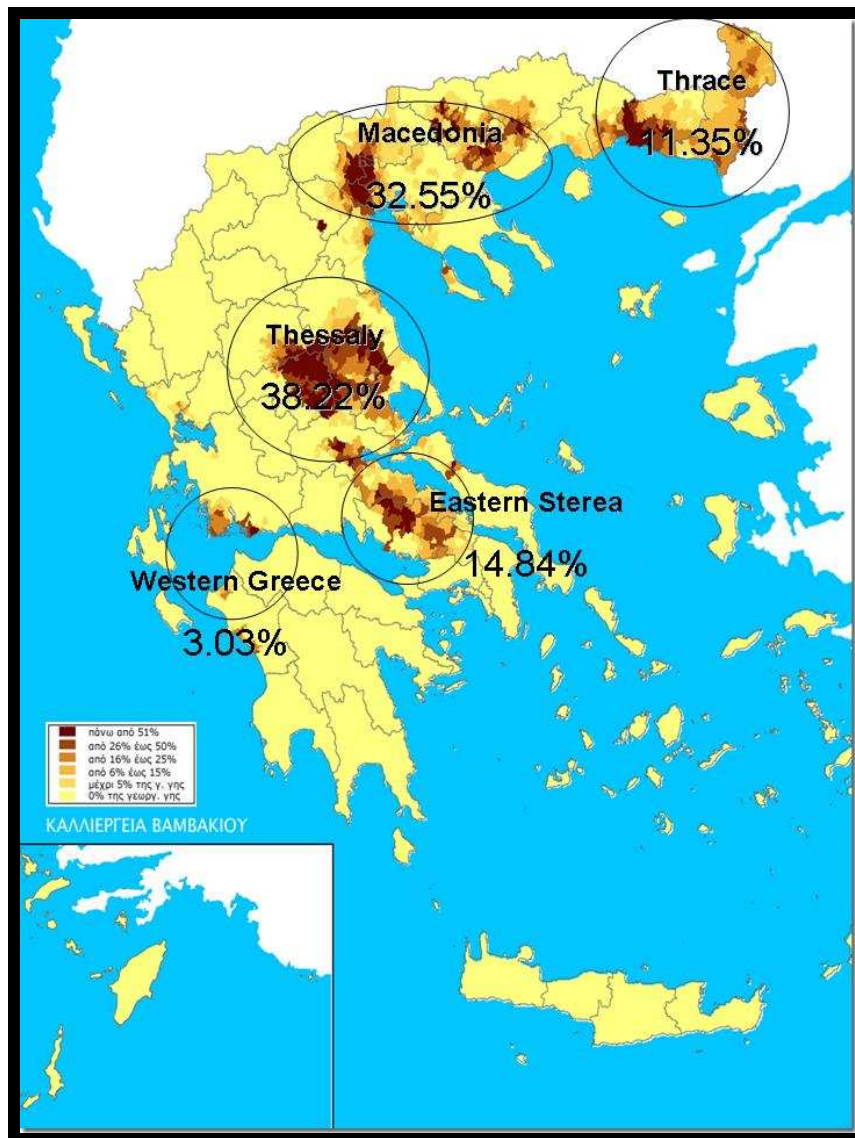 Thrace
11.35%
Macedonia
32.55%
Thessaly
38.22%
Eastern Sterea
14.84%
Western Greece
3.03%
πάνω από 51%
από 26% έως 50%
από 16% έως 25%
από 6% έως 15%
μέχρι 5% της γ. γης
0% της γεωργ. γης
ΚΑΛΛΙΕΡΓΕΙΑ ΒΑΜΒΑΚΙΟΥ